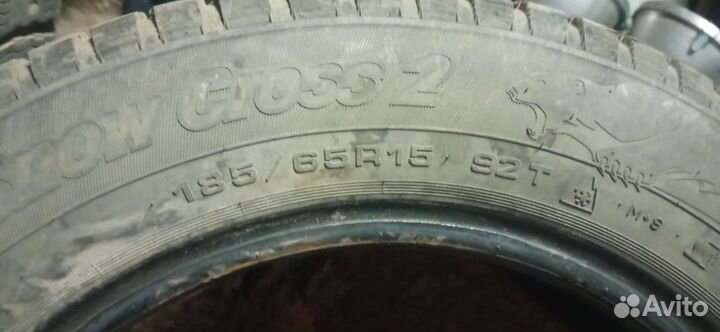 Snow Cross 2
185/65R15 92T
M+S
Avito